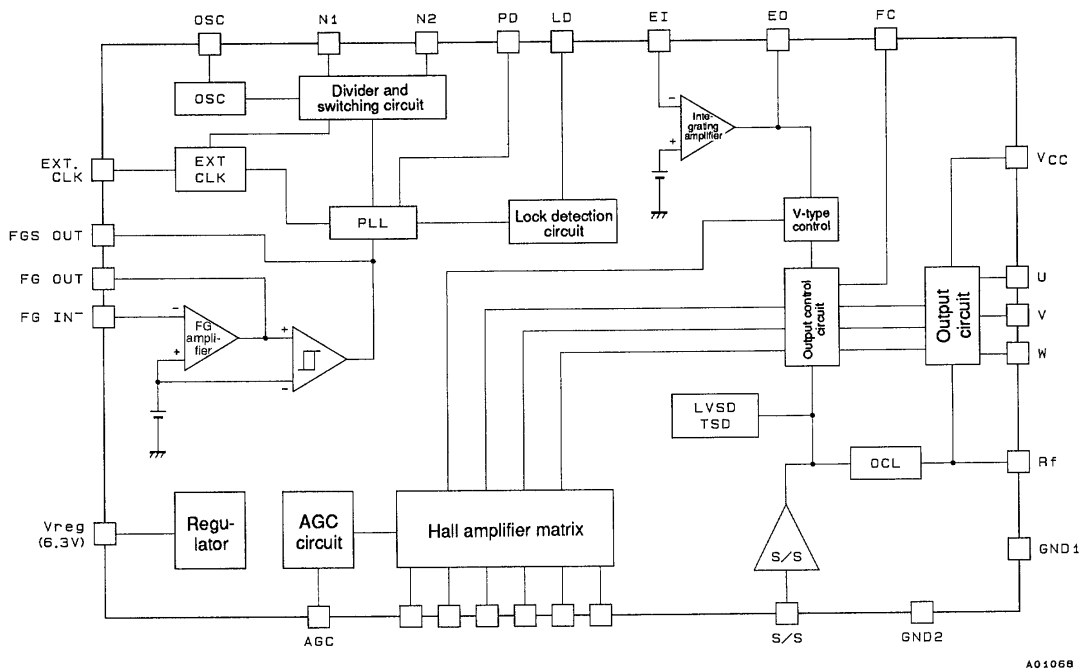 OSC
N1
N2
PD
LD
EI
EO
FC
OSC
Divider and
switching circuit
EXT.
CLK
EXT
CLK
Inte-
grating
amplifier
-
+
VCC
PLL
Lock detection
circuit
V-type
control
FGS OUT
FG OUT
FG IN-
-
+
FG
ampli-
fier
+
-
Output control
circuit
Output
circuit
U
V
W
LVSD
TSD
OCL
Rf
Vreg
(6.3V)
Regu-
lator
AGC
circuit
Hall amplifier matrix
S/S
GND1
AGC
S/S
GND2
A01068